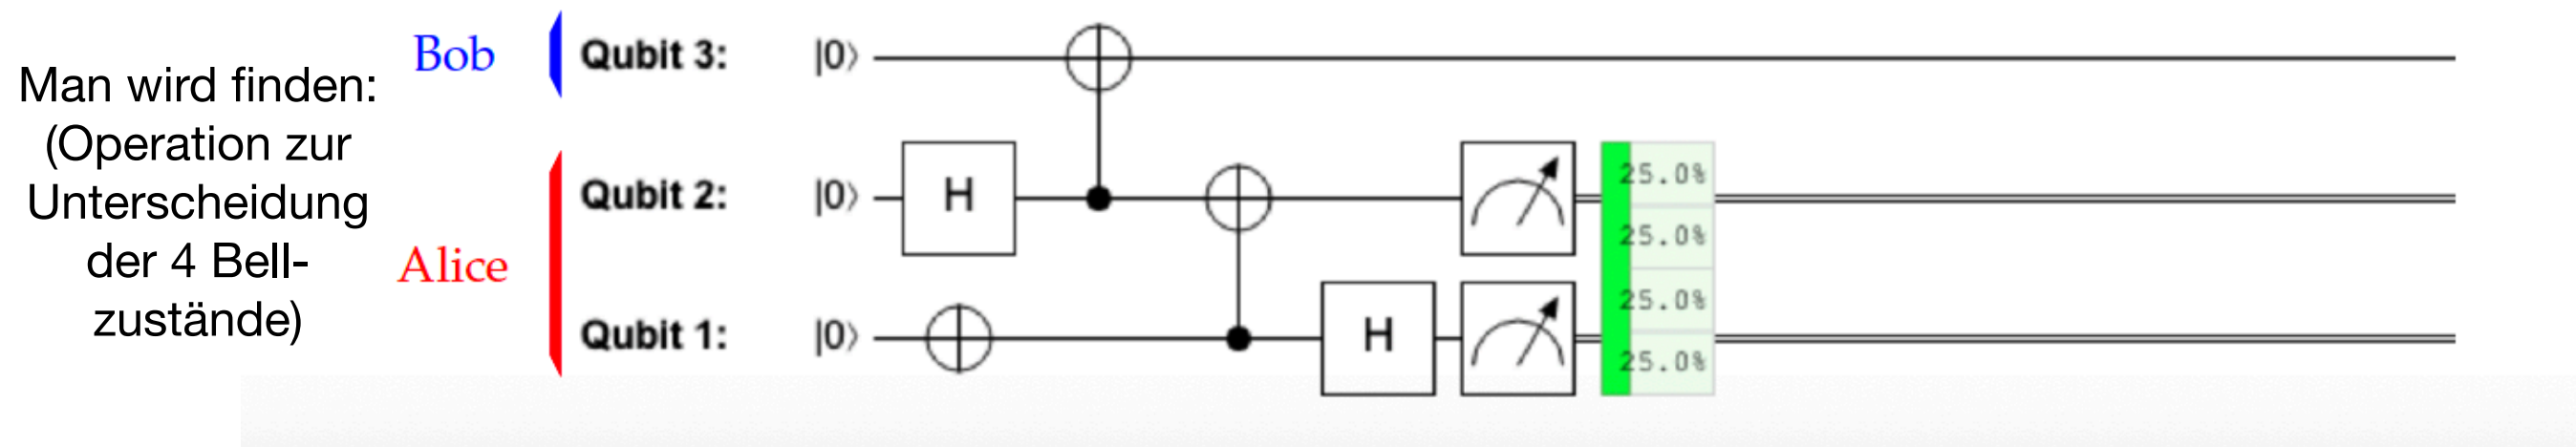 Man wird finden:
(Operation zur
Unterscheidung
der 4 Bell-
zustände)
Bob
Alice
Qubit 3: |0⟩
Qubit 2: |0⟩ H
Qubit 1: |0⟩ H
25.0%
25.0%
25.0%
25.0%